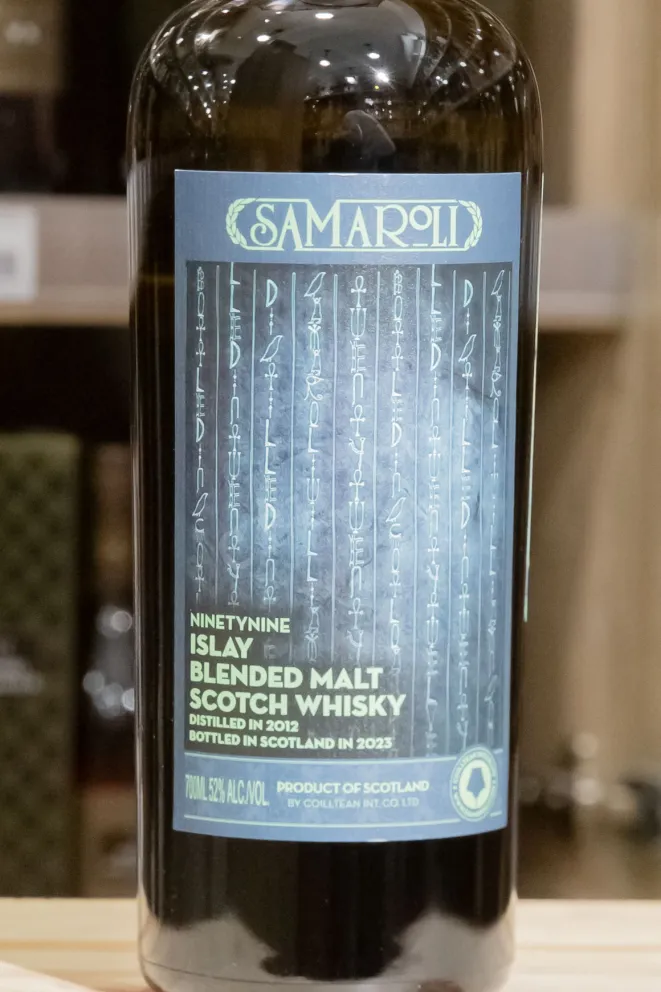 SAMAROLI
NINETYNINE
ISLAY
BLENDED MALT
SCOTCH WHISKY
DISTILLED IN 2012
BOTTLED IN SCOTLAND IN 2023
700ML 52% ALC./VOL. PRODUCT OF SCOTLAND
BY COILLTEAN INT. CO. LTD